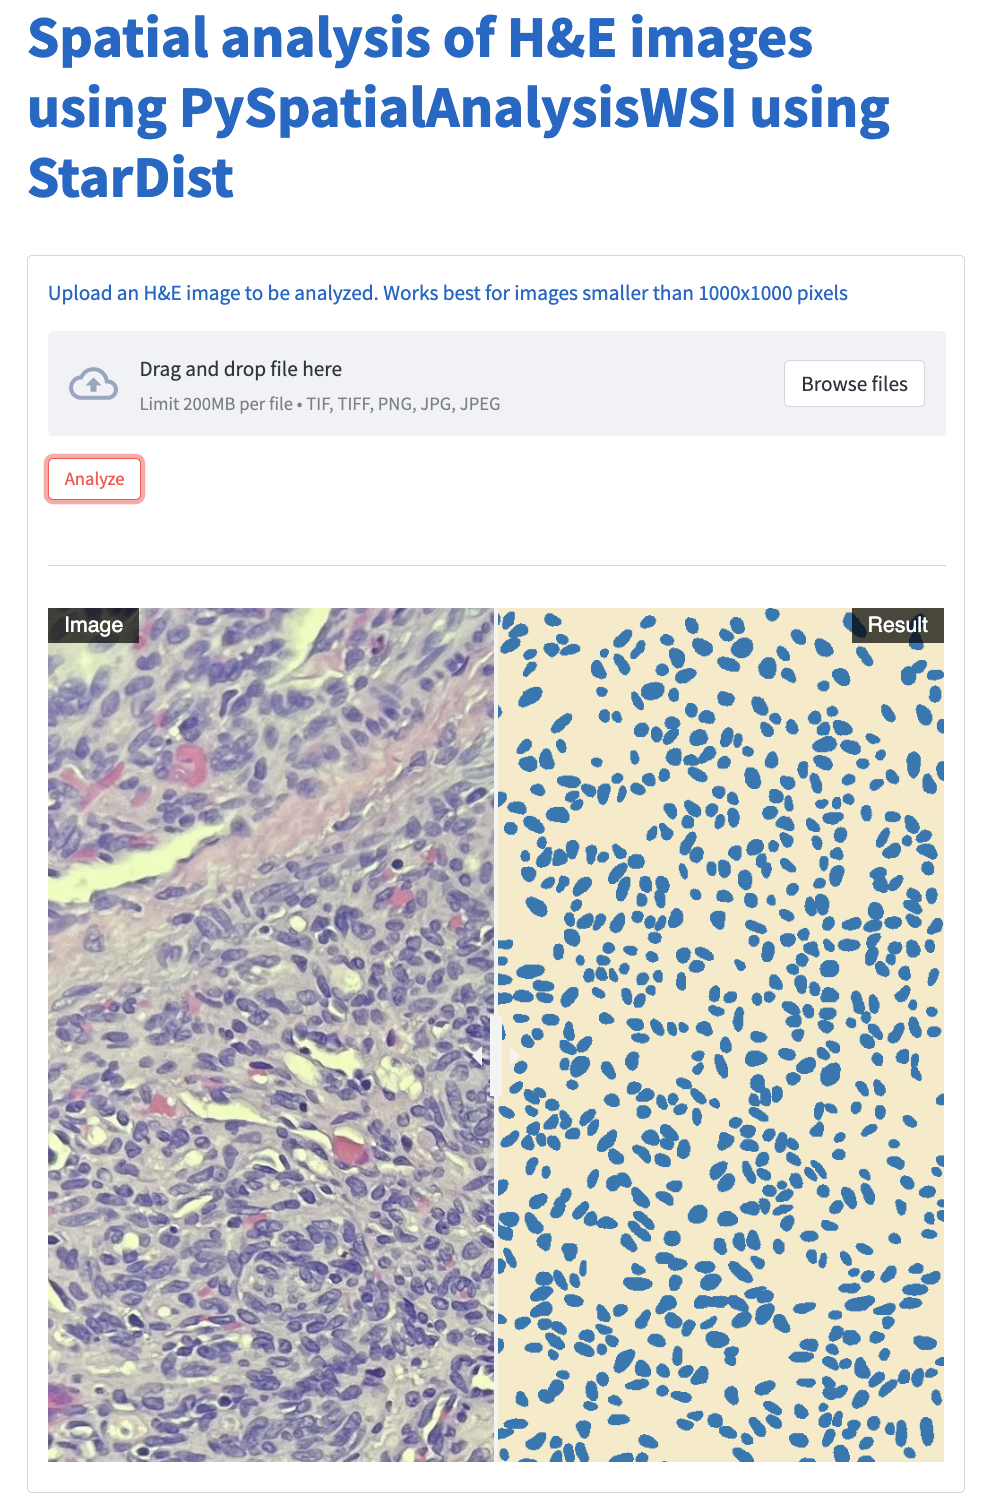 Spatial analysis of H&E images
using PySpatialAnalysisWSI using
StarDist
Upload an H&E image to be analyzed. Works best for images smaller than 1000x1000 pixels
Drag and drop file here
Limit 200MB per file • TIF, TIFF, PNG, JPG, JPEG
Browse files
Analyze
Image
Result